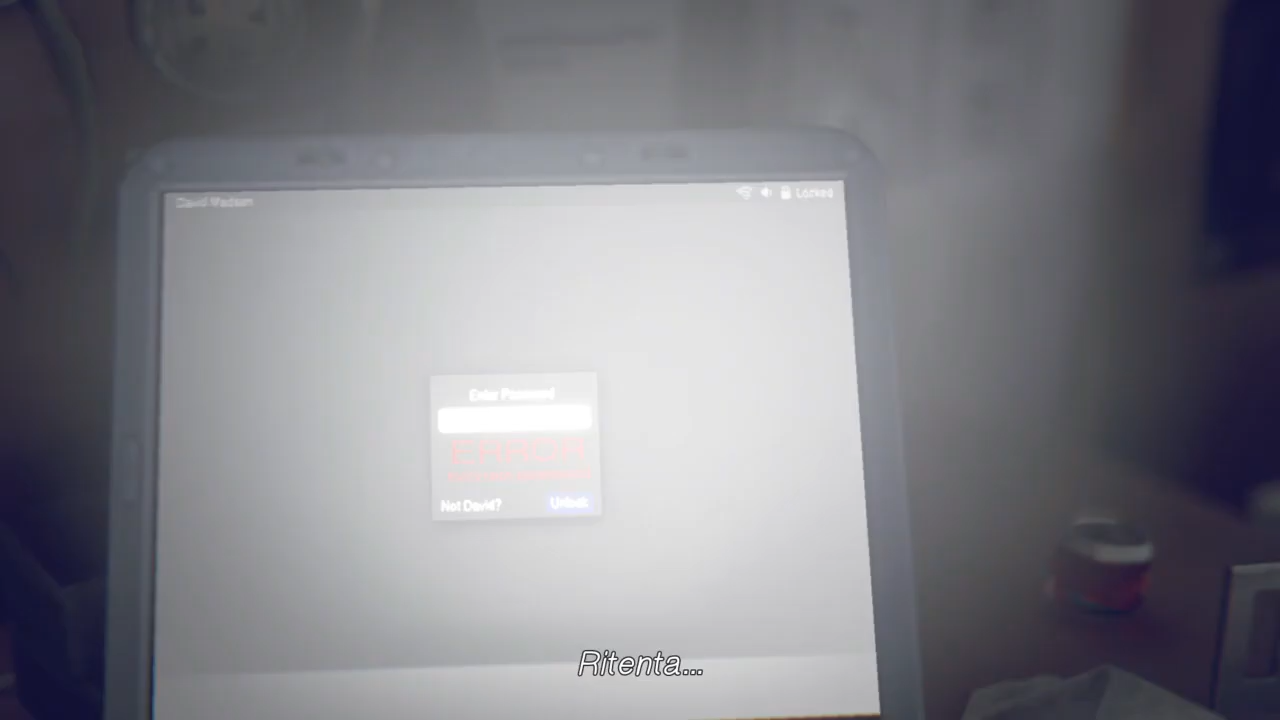 David Madsen
Locked
Enter Password
ERROR
Not David?
Unlock
Ritenta...